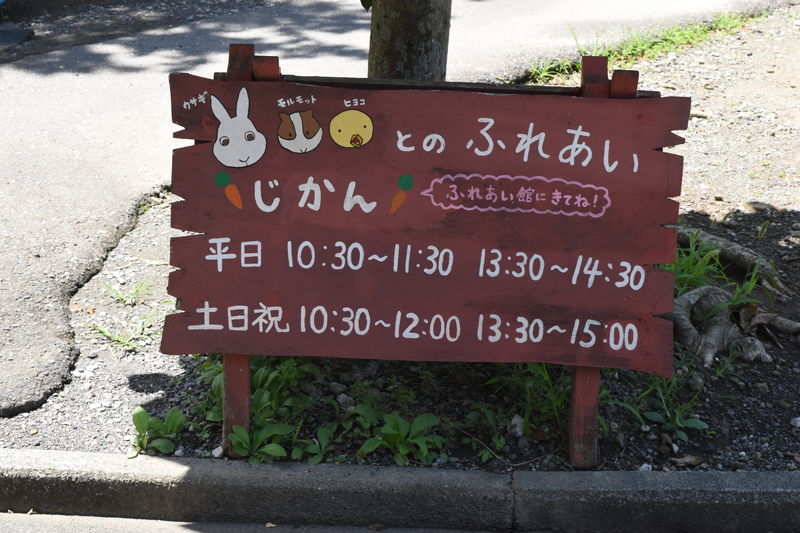 ウサギ モルモット ヒヨコ
との ふれあい
じかん
ふれあい館にきてね!
平日 10:30~11:30 13:30~14:30
土日祝 10:30~12:00 13:30~15:00